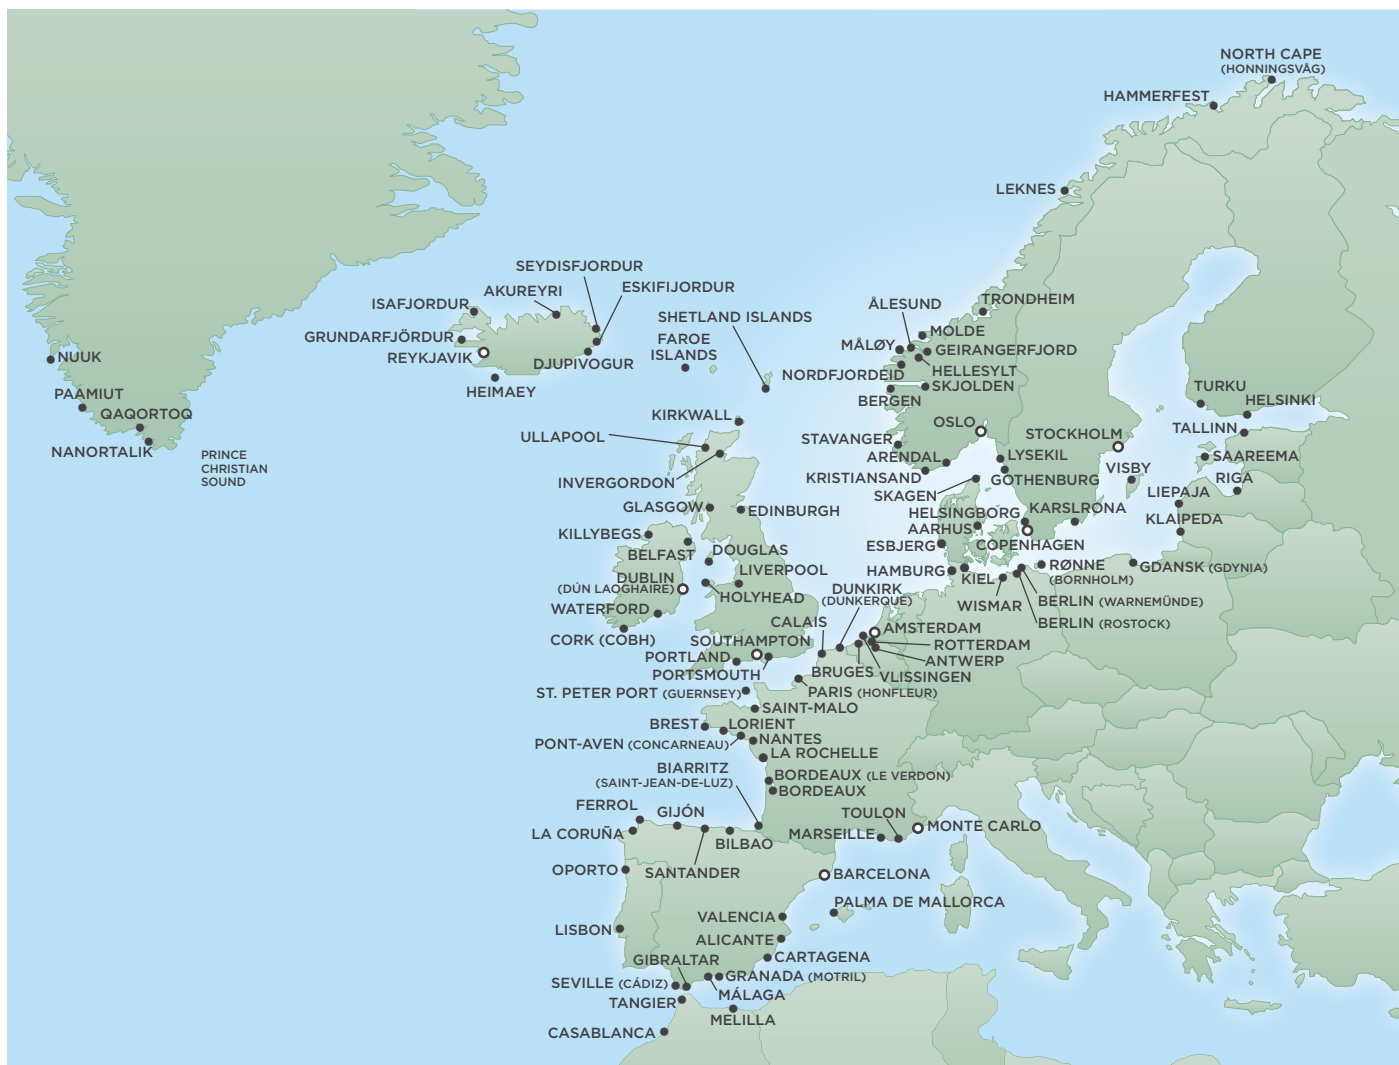 NORTH CAPE
(HONNINGSVÅG)
HAMMERFEST
LEKNES
SEYDISFJORDUR
ESKIFIJORDUR
AKUREYRI
ISAFJORDUR
GRUNDARFJÖRDUR
REYKJAVIK
DJUPIVOGUR
HEIMAEY
NUUK
PAAMIUT
QAQORTOQ
NANORTALIK
PRINCE
CHRISTIAN
SOUND
SHETLAND ISLANDS
FAROE
ISLANDS
ÅLESUND
TRONDHEIM
MOLDE
MÅLØY
GEIRANGERFJORD
HELLESYLT
NORDFJORDEID
SKJOLDEN
BERGEN
TURKU
HELSINKI
TALLINN
KIRKWALL
ULLAPOOL
OSLO
STOCKHOLM
STAVANGER
ARENDAL
LYSEKIL
SAAREEMA
VISBY
KRISTIANSAND
GOTHENBURG
RIGA
INVERGORDON
SKAGEN
LIEPAJA
GLASGOW
EDINBURGH
HELSINGBORG
KARSLRONA
KLAIPEDA
AARHUS
KILLYBEGS
BELFAST
DOUGLAS
ESBJERG
COPENHAGEN
LIVERPOOL
HAMBURG
KIEL
RØNNE
(BORNHOLM)
GDANSK (GDYNIA)
DUBLIN
(DÚN LAOGHAIRE)
HOLYHEAD
DUNKIRK
(DUNKERQUE)
WISMAR
BERLIN (WARNEMÜNDE)
WATERFORD
CALAIS
BERLIN (ROSTOCK)
AMSTERDAM
CORK (COBH)
SOUTHAMPTON
ROTTERDAM
PORTLAND
ANTWERP
PORTSMOUTH
BRUGES
VLISSINGEN
ST. PETER PORT (GUERNSEY)
PARIS (HONFLEUR)
SAINT-MALO
BREST
LORIENT
PONT-AVEN (CONCARNEAU)
NANTES
LA ROCHELLE
BIARRITZ
(SAINT-JEAN-DE-LUZ)
BORDEAUX (LE VERDON)
BORDEAUX
FERROL
GIJÓN
TOULON
LA CORUÑA
BILBAO
MARSEILLE
MONTE CARLO
OPORTO
SANTANDER
BARCELONA
PALMA DE MALLORCA
VALENCIA
LISBON
ALICANTE
GIBRALTAR
CARTAGENA
SEVILLE (CÁDIZ)
GRANADA (MOTRIL)
TANGIER
MÁLAGA
MELILLA
CASABLANCA